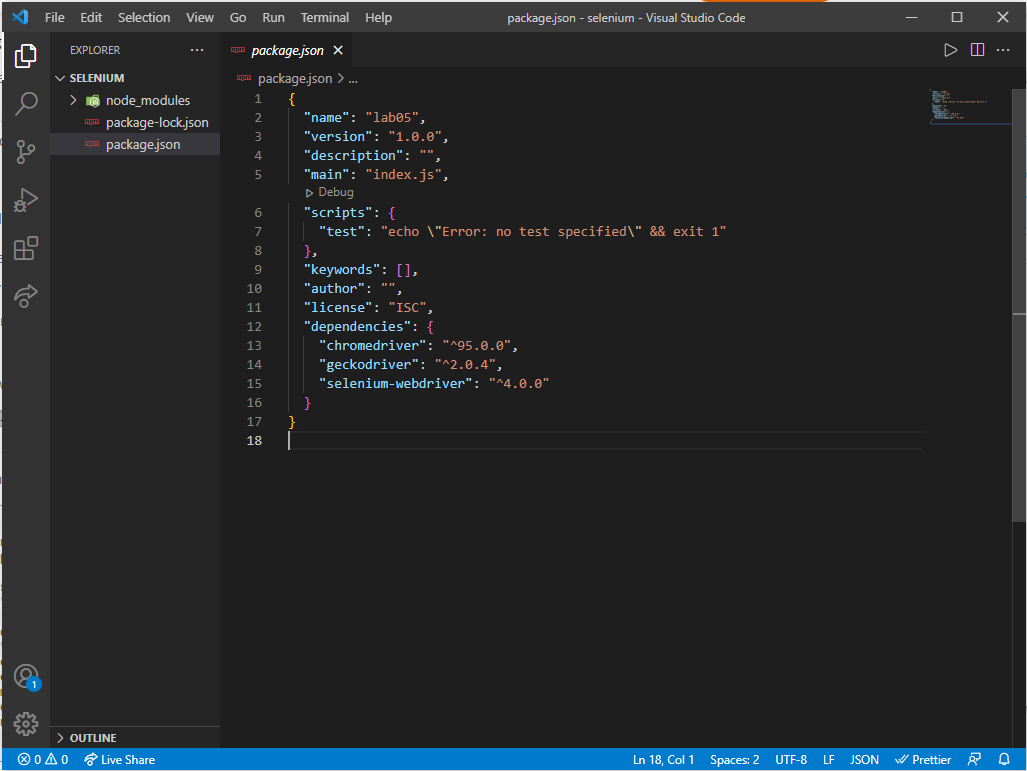 File Edit Selection View Go Run Terminal Help package.json - selenium - Visual Studio Code
EXPLORER
package.json
SELENIUM
package.json > ...
node_modules
package-lock.json
package.json
1 {
2 "name": "lab05",
3 "version": "1.0.0",
4 "description": "",
5 "main": "index.js",
Debug
6 "scripts": {
7 "test": "echo \"Error: no test specified\" && exit 1"
8 },
9 "keywords": [],
10 "author": "",
11 "license": "ISC",
12 "dependencies": {
13 "chromedriver": "^95.0.0",
14 "geckodriver": "^2.0.4",
15 "selenium-webdriver": "^4.0.0"
16 }
17 }
18
1
OUTLINE
0 0 Live Share Ln 18, Col 1 Spaces: 2 UTF-8 LF JSON Prettier